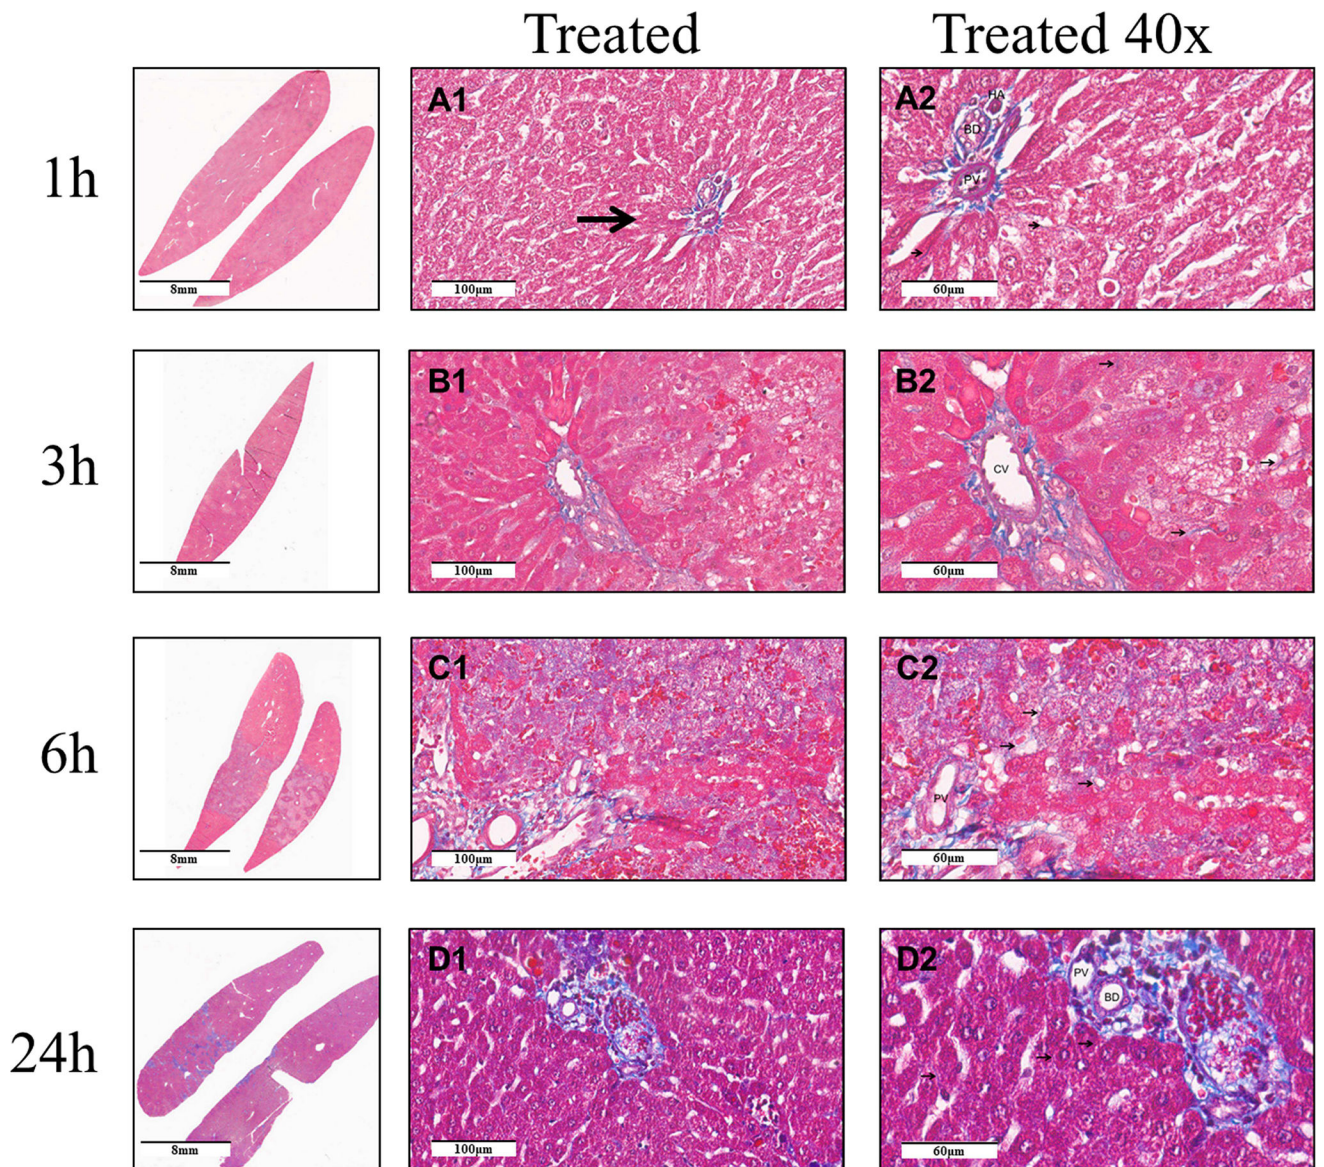 Treated Treated 40x
1h
8mm
A1
100μm
A2
HA
BD
PV
60μm
3h
8mm
B1
100μm
B2
CV
60μm
6h
8mm
C1
100μm
C2
PV
60μm
24h
8mm
D1
100μm
D2
PV
BD
60μm